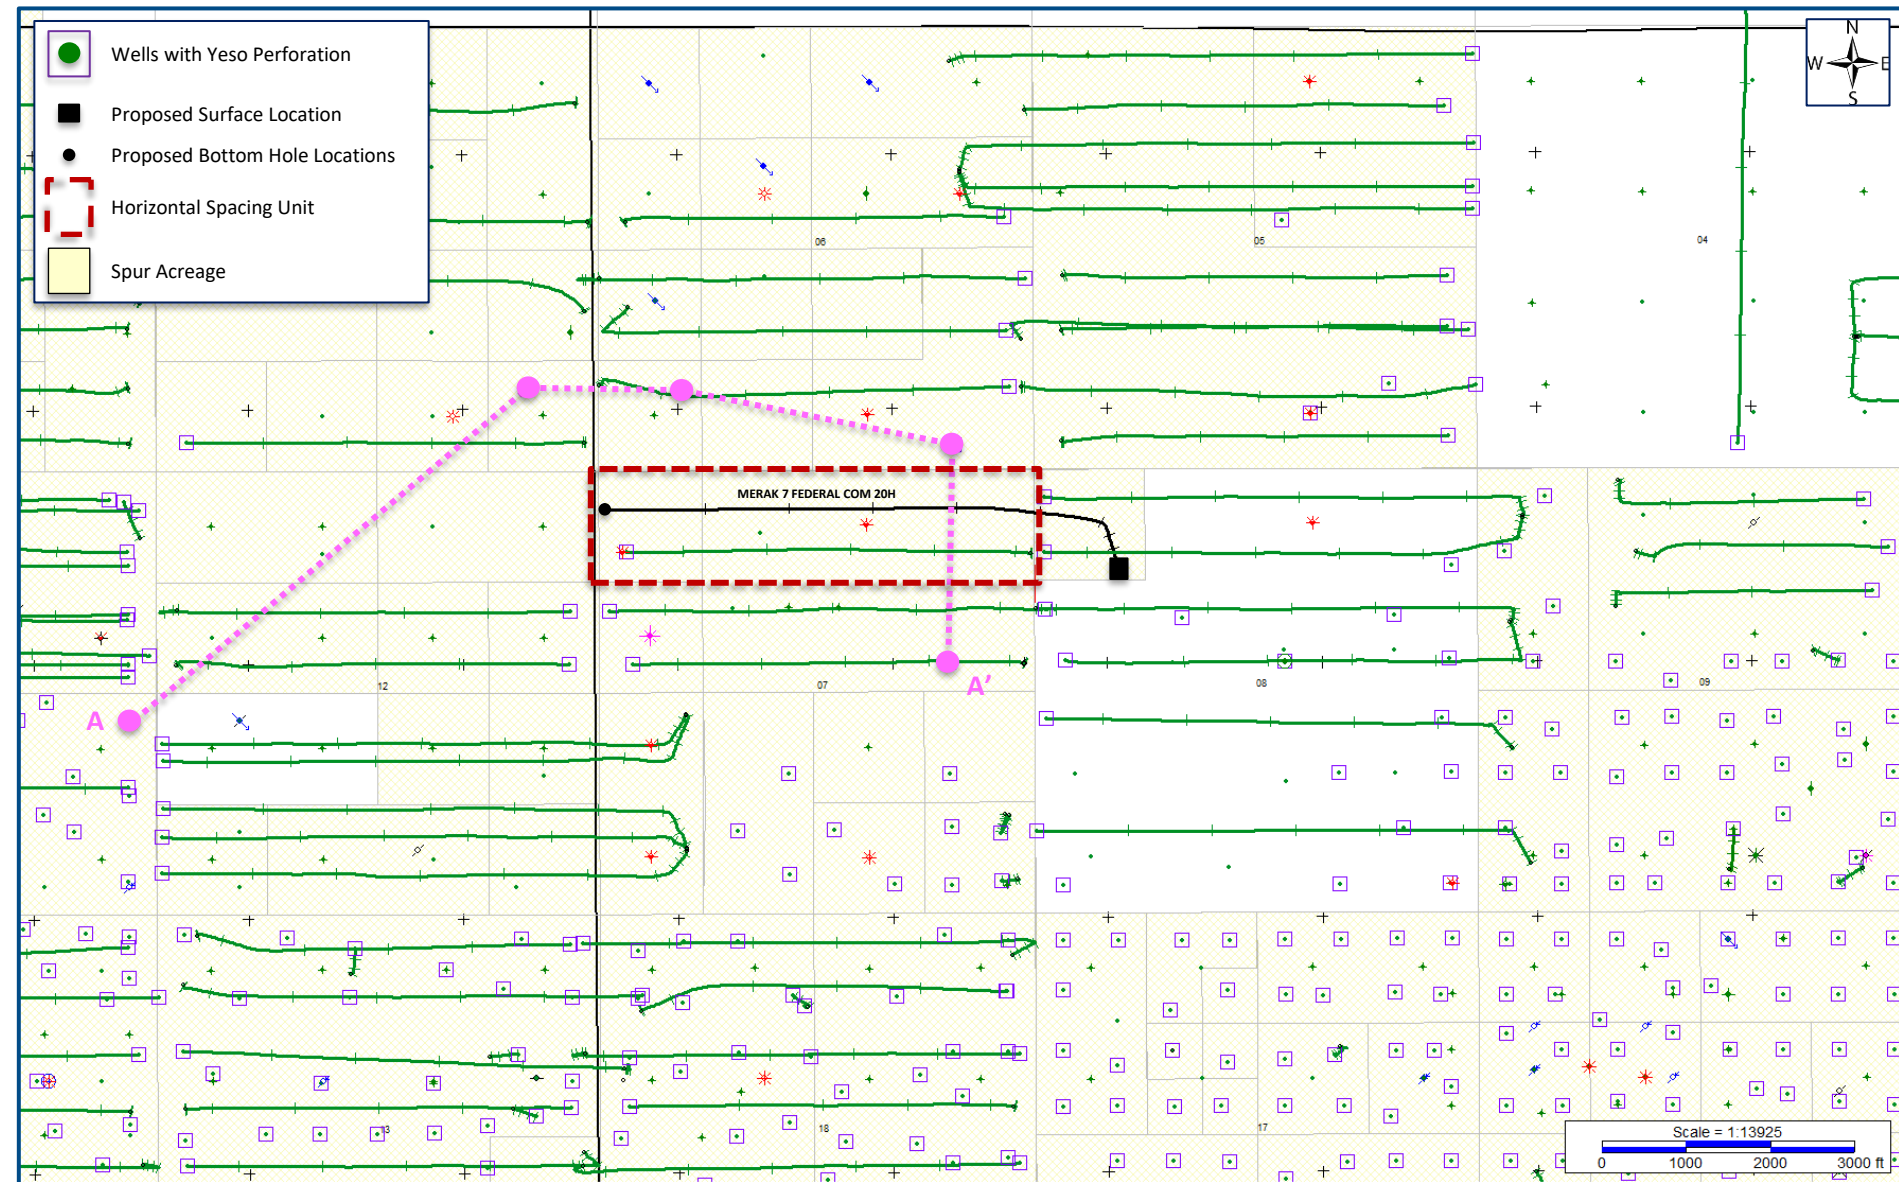 Wells with Yeso Perforation
Proposed Surface Location
Proposed Bottom Hole Locations
Horizontal Spacing Unit
Spur Acreage
N
W E
S
06
05
04
MERAK 7 FEDERAL COM 20H
A
A’
12
07
08
09
13
18
17
Scale = 1:13925
0 1000 2000 3000 ft